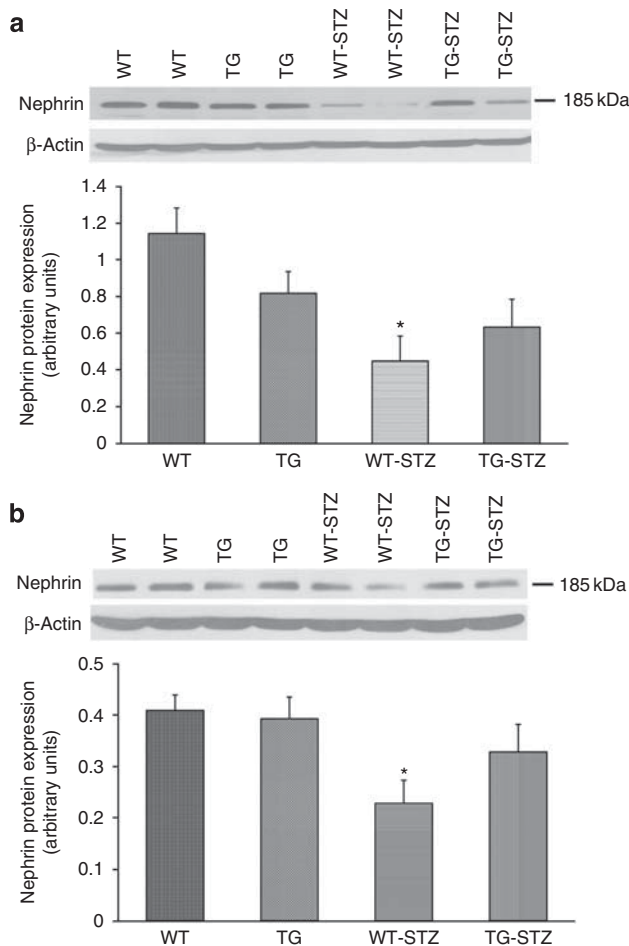 a
WT WT TG TG WT-STZ WT-STZ TG-STZ TG-STZ
Nephrin 185 kDa
β-Actin
Nephrin protein expression
(arbitrary units)
1.4
1.2
1
0.8
0.6
0.4
0.2
0
*
WT TG WT-STZ TG-STZ
b
WT WT TG TG WT-STZ WT-STZ TG-STZ TG-STZ
Nephrin 185 kDa
β-Actin
Nephrin protein expression
(arbitrary units)
0.5
0.4
0.3
0.2
0.1
0
*
WT TG WT-STZ TG-STZ